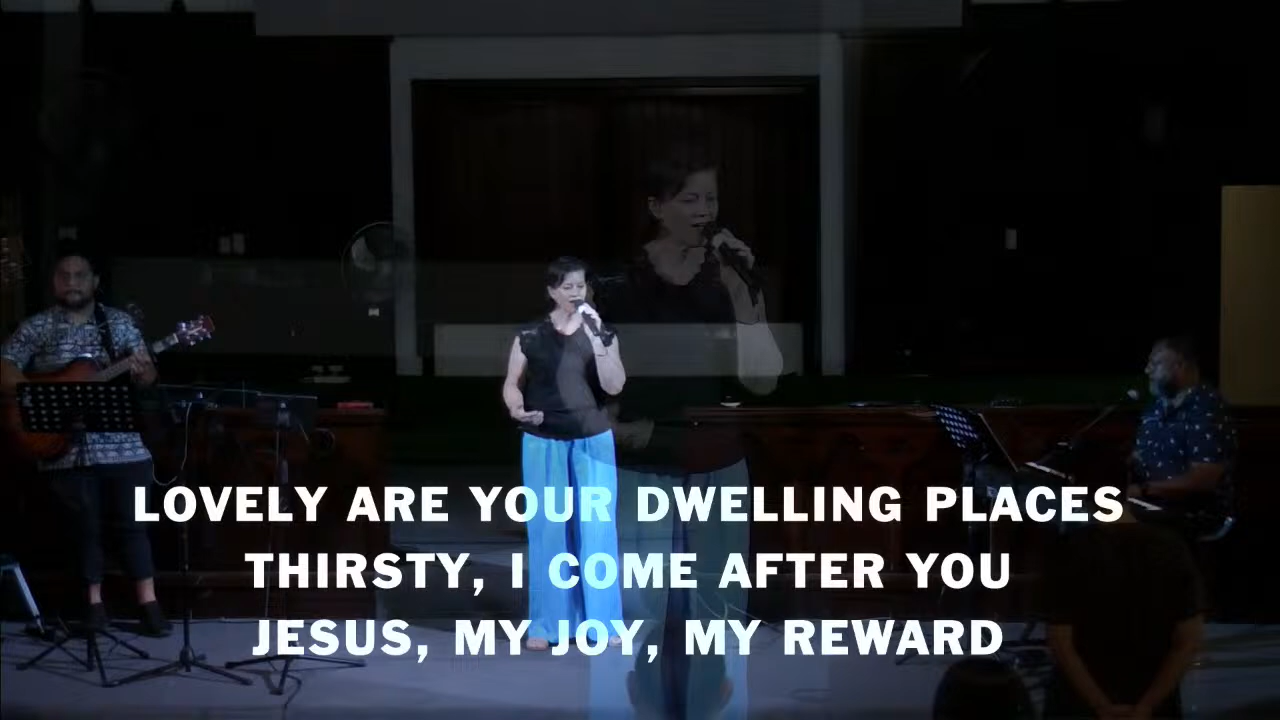 LOVELY ARE YOUR DWELLING PLACES
THIRSTY, I COME AFTER YOU
JESUS, MY JOY, MY REWARD